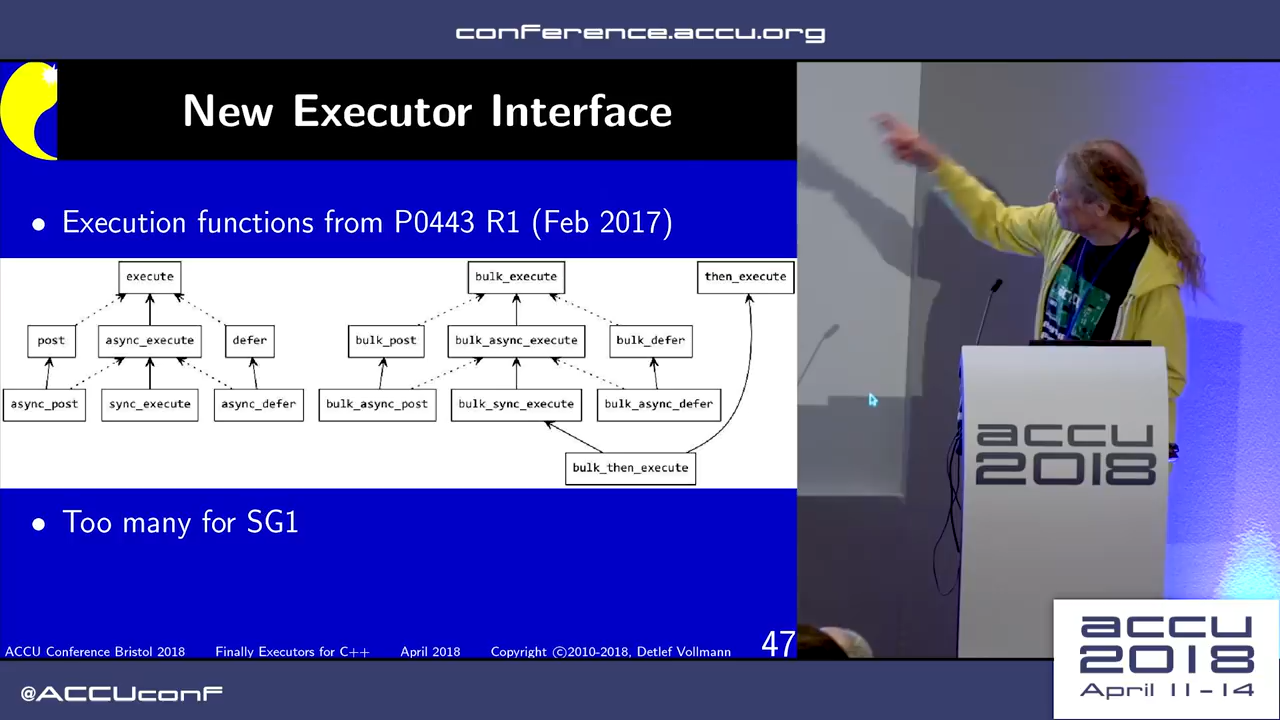 conference.accu.org
New Executor Interface
• Execution functions from P0443 R1 (Feb 2017)
execute
bulk_execute
then_execute
post
async_execute
defer
bulk_post
bulk_async_execute
bulk_defer
async_post
sync_execute
async_defer
bulk_async_post
bulk_sync_execute
bulk_async_defer
bulk_then_execute
• Too many for SG1
ACCU Conference Bristol 2018 Finally Executors for C++ April 2018 Copyright ©2010-2018, Detlef Vollmann 47
accu
2018
accu
2018
April 11-14
@ACCUconf